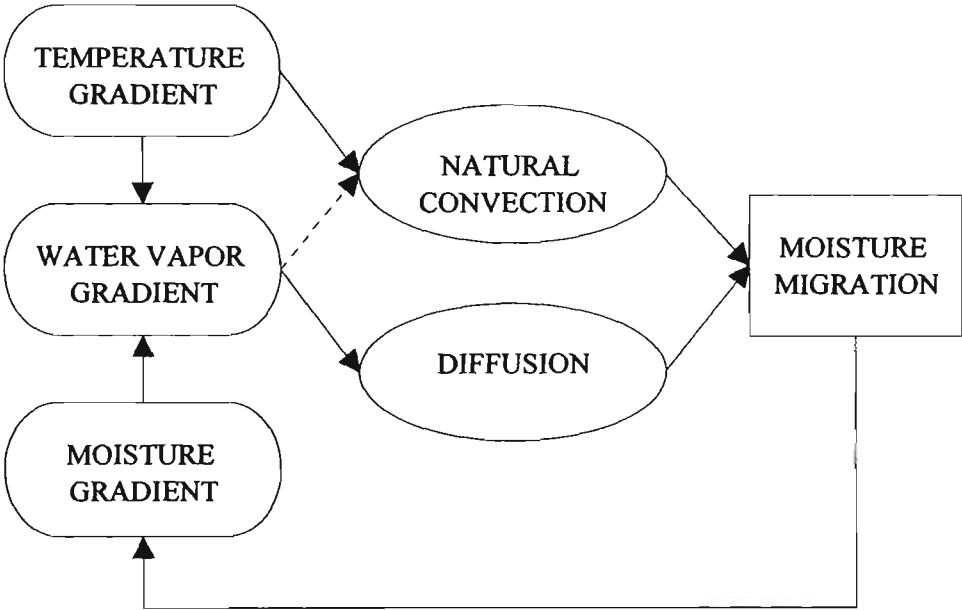 TEMPERATURE
GRADIENT
NATURAL
CONVECTION
WATER VAPOR
GRADIENT
MOISTURE
MIGRATION
DIFFUSION
MOISTURE
GRADIENT